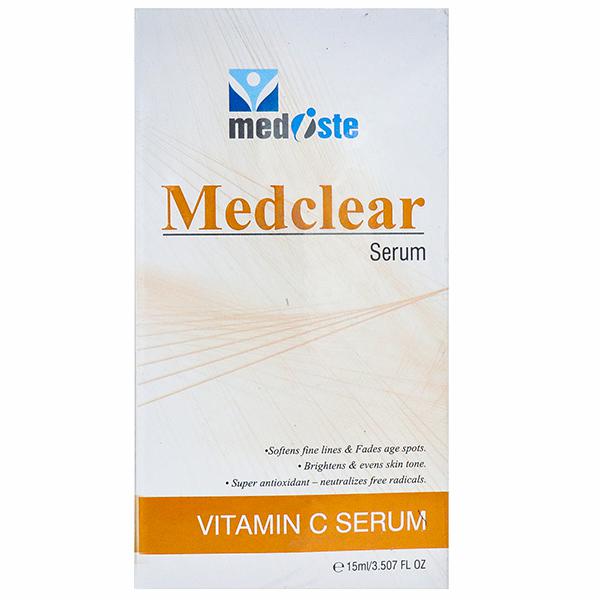 mediste
Medclear
Serum
•Softens fine lines & Fades age spots.
• Brightens & evens skin tone.
• Super antioxidant – neutralizes free radicals.
VITAMIN C SERUM
℮ 15ml/3.507 FL OZ